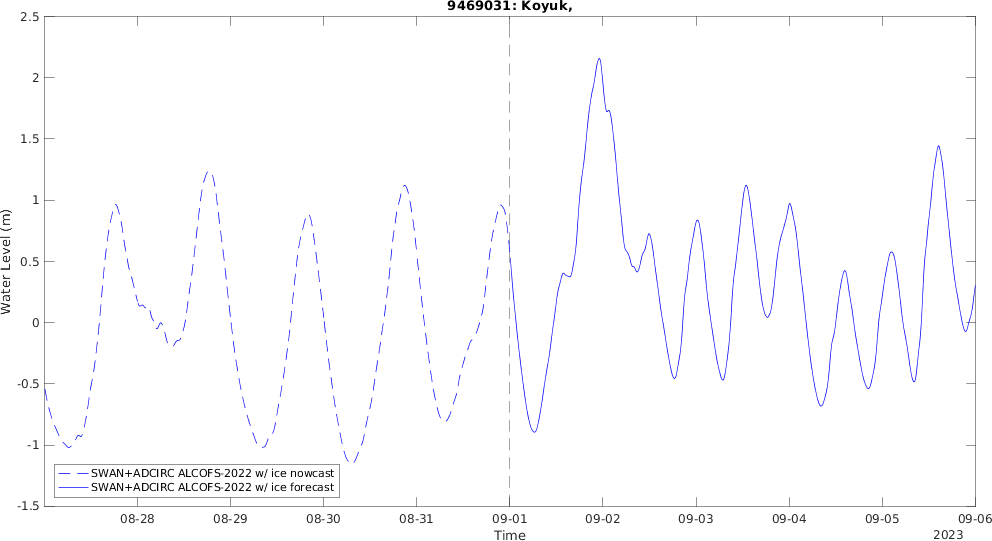 9469031: Koyuk,
2.5
2
1.5
1
0.5
0
-0.5
-1
-1.5
Water Level (m)
SWAN+ADCIRC ALCOFS-2022 w/ ice nowcast
SWAN+ADCIRC ALCOFS-2022 w/ ice forecast
08-28 08-29 08-30 08-31 09-01 09-02 09-03 09-04 09-05 09-06
Time
2023